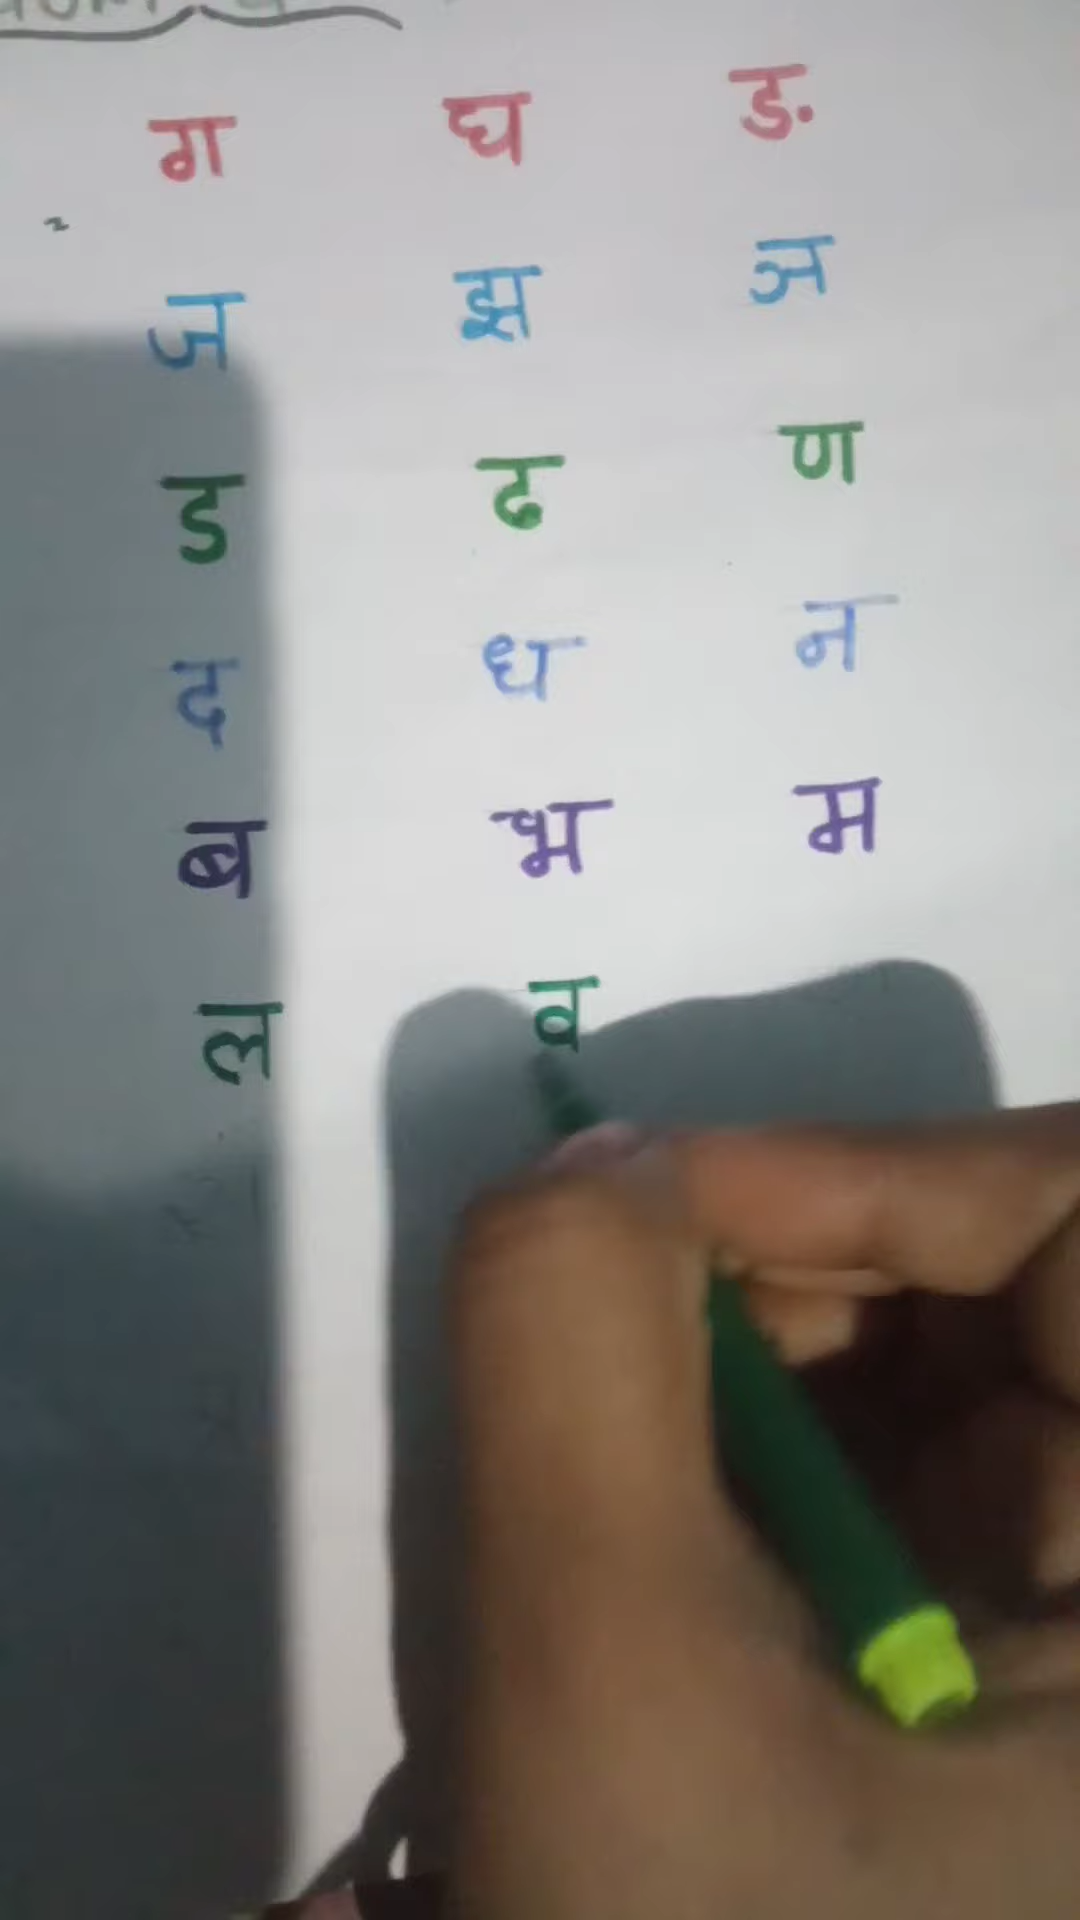 ग घ ङ
ज झ ञ
ड ढ ण
द ध न
ब भ म
ल व